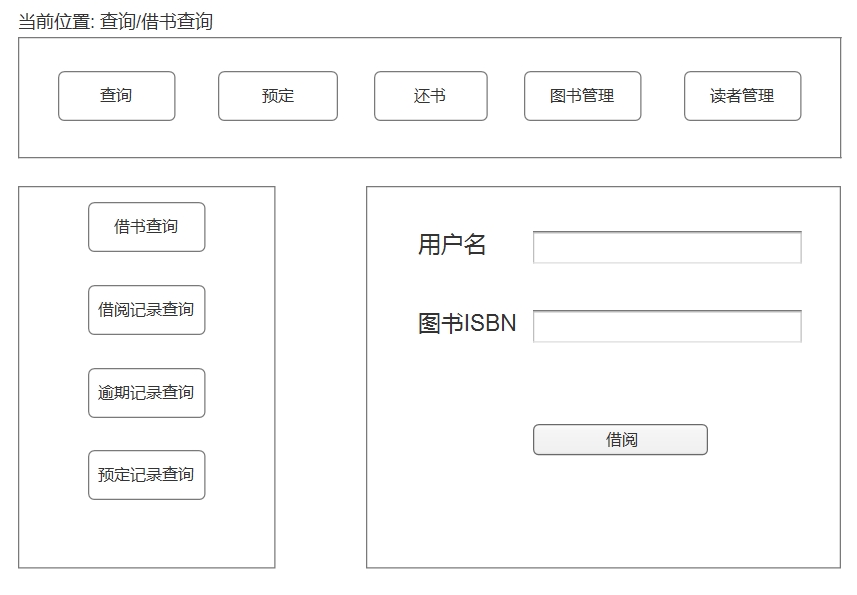 当前位置: 查询/借书查询
查询 预定 还书 图书管理 读者管理
借书查询
借阅记录查询
逾期记录查询
预定记录查询
用户名
图书ISBN
借阅